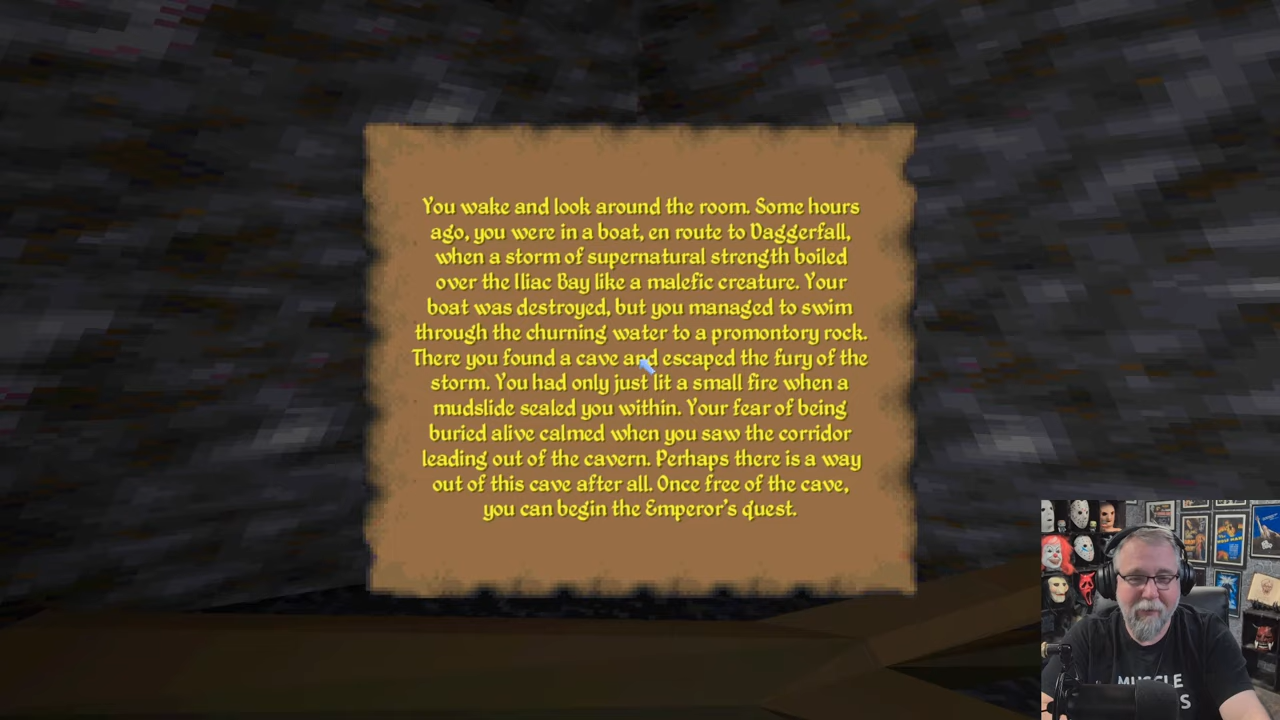 You wake and look around the room. Some hours
ago, you were in a boat, en route to Daggerfall,
when a storm of supernatural strength boiled
over the Iliac Bay like a malefic creature. Your
boat was destroyed, but you managed to swim
through the churning water to a promontory rock.
There you found a cave and escaped the fury of the
storm. You had only just lit a small fire when a
mudslide sealed you within. Your fear of being
buried alive calmed when you saw the corridor
leading out of the cavern. Perhaps there is a way
out of this cave after all. Once free of the cave,
you can begin the Emperor's quest.
MUSCLE